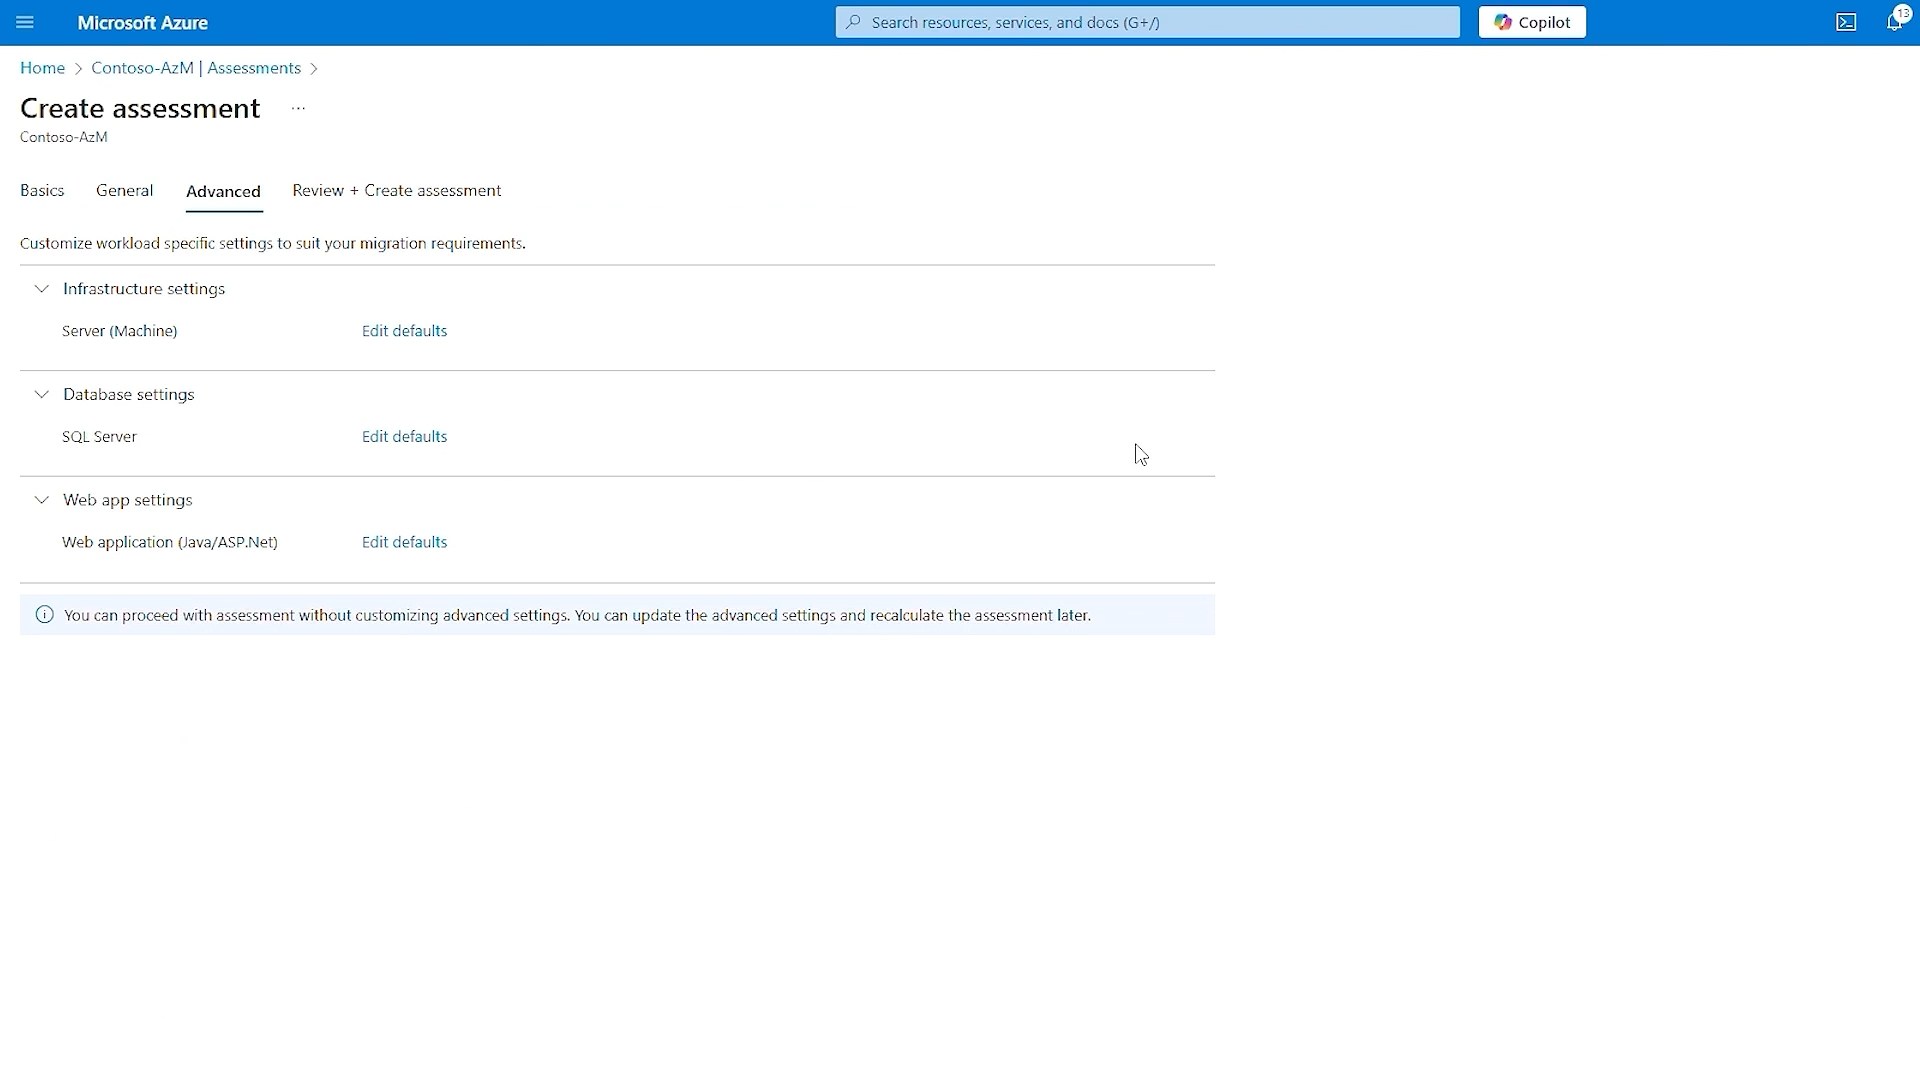 Microsoft Azure
Search resources, services, and docs (G+/)
Copilot
13
Home
Contoso-AzM | Assessments
Create assessment
...
Contoso-AzM
Basics General Advanced Review + Create assessment
Customize workload specific settings to suit your migration requirements.
Infrastructure settings
Server (Machine) Edit defaults
Database settings
SQL Server Edit defaults
Web app settings
Web application (Java/ASP.Net) Edit defaults
You can proceed with assessment without customizing advanced settings. You can update the advanced settings and recalculate the assessment later.